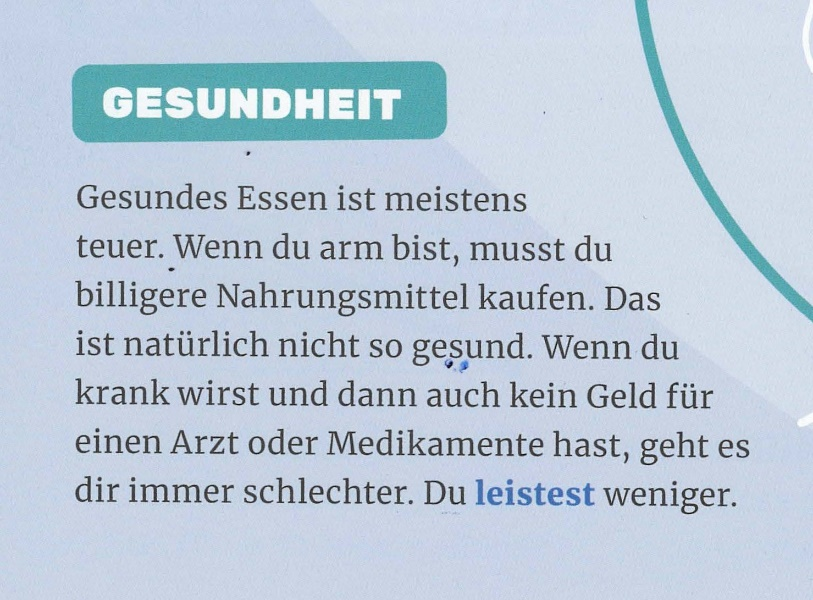 GESUNDHEIT
Gesundes Essen ist meistens
teuer. Wenn du arm bist, musst du
billigere Nahrungsmittel kaufen. Das
ist natürlich nicht so gesund. Wenn du
krank wirst und dann auch kein Geld für
einen Arzt oder Medikamente hast, geht es
dir immer schlechter. Du leistest weniger.